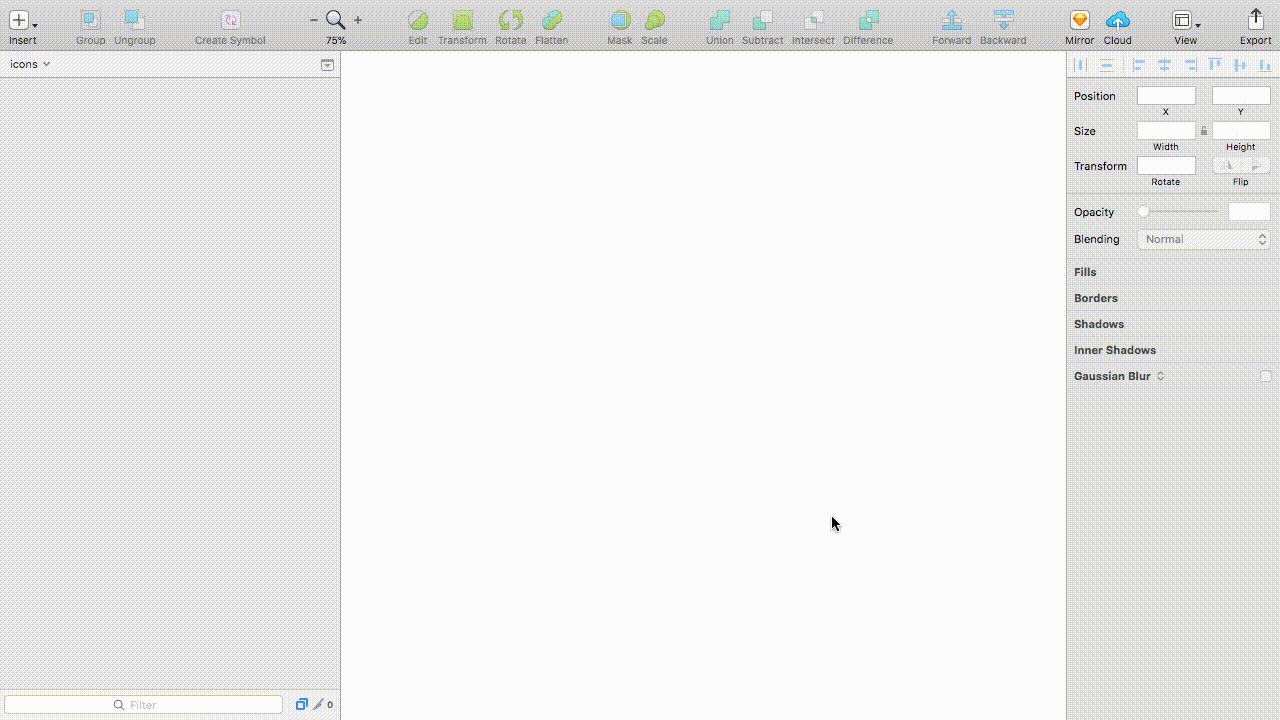 Insert Group Ungroup Create Symbol 75% Edit Transform Rotate Flatten Mask Scale Union Subtract Intersect Difference Forward Backward Mirror Cloud View Export
icons
Position
X Y
Size
Width Height
Transform
Rotate Flip
Opacity
Blending Normal
Fills
Borders
Shadows
Inner Shadows
Gaussian Blur
Filter 0